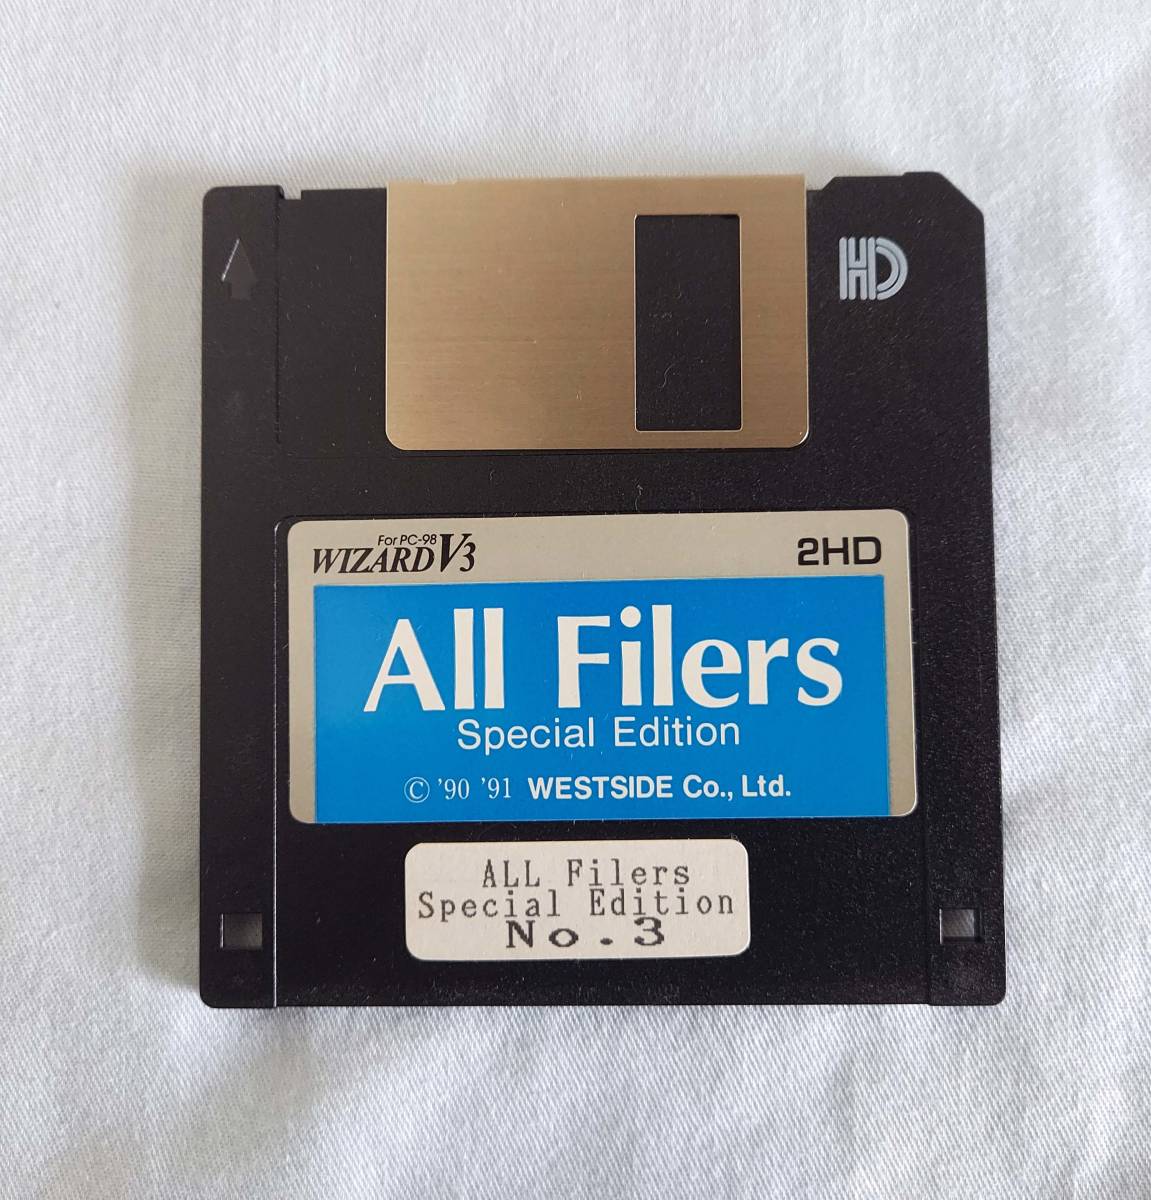 HD
For PC-98
WIZARD V3
2HD
All Filers
Special Edition
© '90 '91 WESTSIDE Co., Ltd.
ALL Filers
Special Edition
No.3